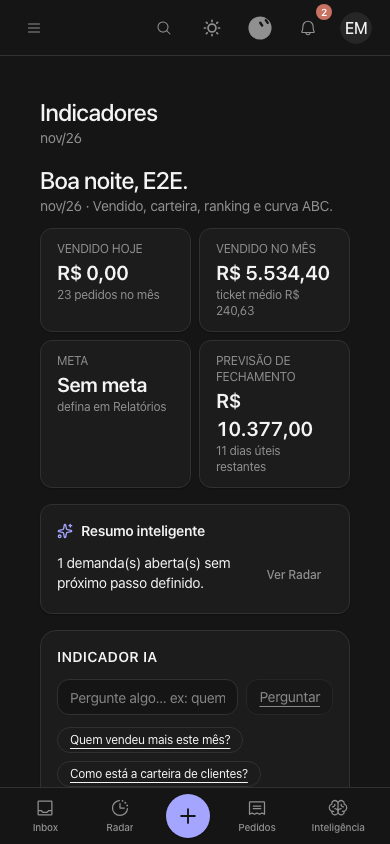 2
EM
Indicadores
nov/26
Boa noite, E2E.
nov/26 · Vendido, carteira, ranking e curva ABC.
VENDIDO HOJE
R$ 0,00
23 pedidos no mês
VENDIDO NO MÊS
R$ 5.534,40
ticket médio R$
240,63
META
Sem meta
defina em Relatórios
PREVISÃO DE
FECHAMENTO
R$
10.377,00
11 dias úteis
restantes
Resumo inteligente
1 demanda(s) aberta(s) sem
próximo passo definido.
Ver Radar
INDICADOR IA
Pergunte algo... ex: quem
Perguntar
Quem vendeu mais este mês?
Como está a carteira de clientes?
Inbox
Radar
Pedidos
Inteligência